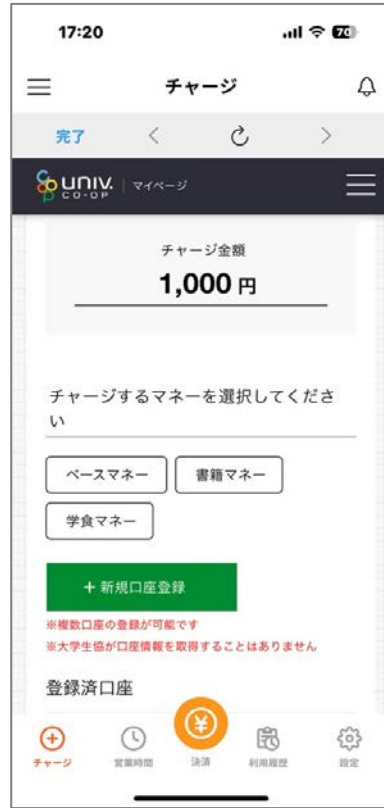 17:20
70
チャージ
完了
UNIV. CO-OP | マイページ
チャージ金額
1,000 円
チャージするマネーを選択してくださ
い
ベースマネー 書籍マネー
学食マネー
+ 新規口座登録
※複数口座の登録が可能です
※大学生協が口座情報を取得することはありません
登録済口座
チャージ 営業時間 決済 利用履歴 設定